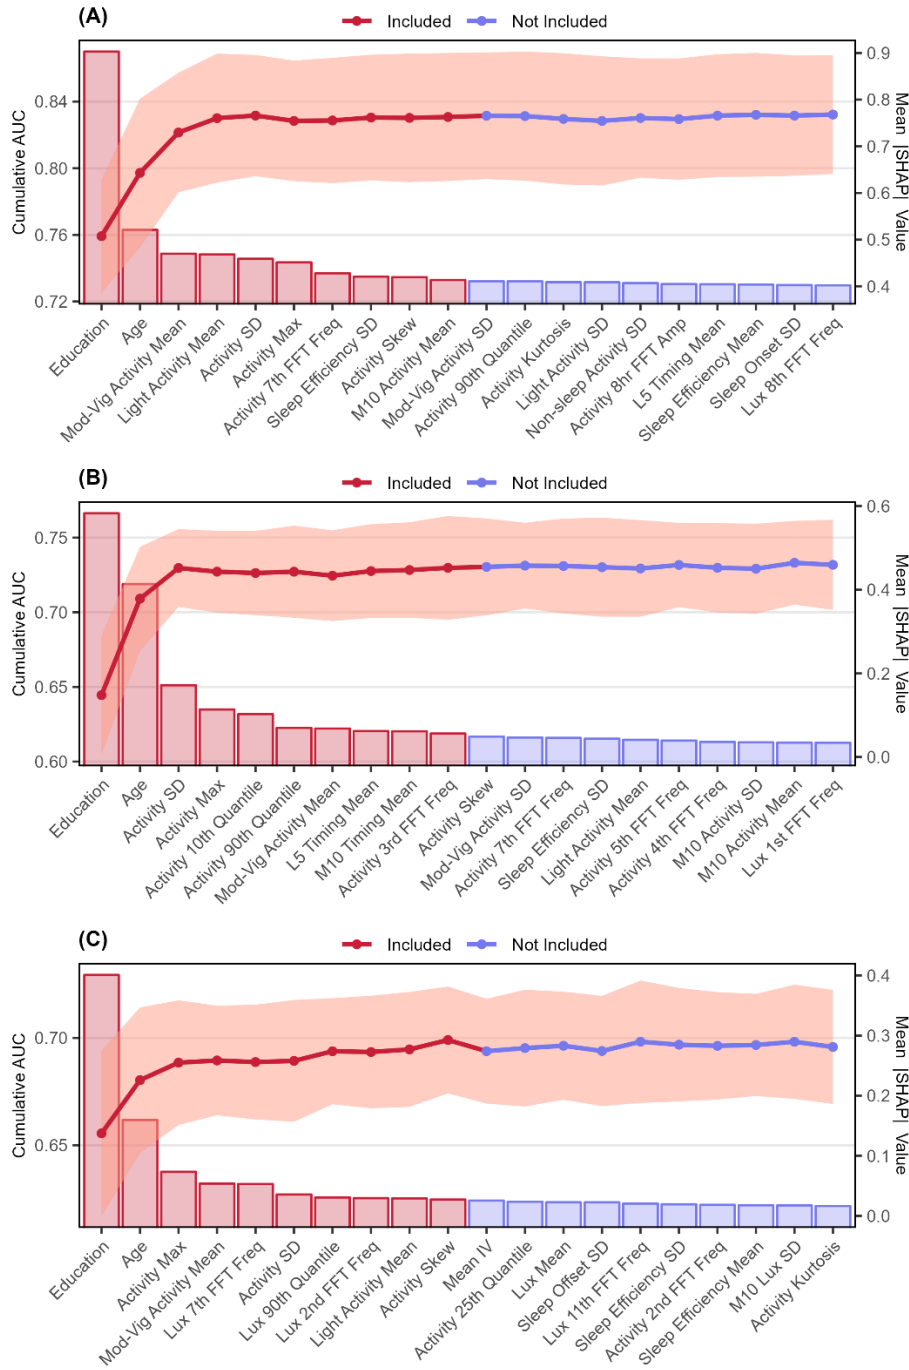 (A)
Included
Not Included
Cumulative AUC
0.84
0.80
0.76
0.72
0.9
0.8
0.7
0.6
0.5
0.4
Mean |SHAP| Value
Education
Age
Mod-Vig Activity Mean
Light Activity Mean
Activity SD
Activity Max
Activity 7th FFT Freq
Sleep Efficiency SD
Activity Skew
M10 Activity Mean
Mod-Vig Activity SD
Activity 90th Quantile
Activity Kurtosis
Light Activity SD
Non-sleep Activity SD
Activity 8hr FFT Amp
L5 Timing Mean
Sleep Efficiency Mean
Sleep Onset SD
Lux 8th FFT Freq
(B)
Included
Not Included
Cumulative AUC
0.75
0.70
0.65
0.60
0.6
0.4
0.2
0.0
Mean |SHAP| Value
Education
Age
Activity SD
Activity Max
Activity 10th Quantile
Activity 90th Quantile
Mod-Vig Activity Mean
L5 Timing Mean
M10 Timing Mean
Activity 3rd FFT Freq
Activity Skew
Mod-Vig Activity SD
Activity 7th FFT Freq
Sleep Efficiency SD
Light Activity Mean
Activity 5th FFT Freq
Activity 4th FFT Freq
M10 Activity SD
M10 Activity Mean
Lux 1st FFT Freq
(C)
Included
Not Included
Cumulative AUC
0.70
0.65
0.4
0.3
0.2
0.1
0.0
Mean |SHAP| Value
Education
Age
Activity Max
Mod-Vig Activity Mean
Lux 7th FFT Freq
Activity SD
Lux 90th Quantile
Lux 2nd FFT Freq
Light Activity Mean
Activity Skew
Mean IV
Activity 25th Quantile
Lux Mean
Sleep Offset SD
Lux 11th FFT Freq
Sleep Efficiency SD
Activity 2nd FFT Freq
Sleep Efficiency Mean
M10 Lux SD
Activity Kurtosis